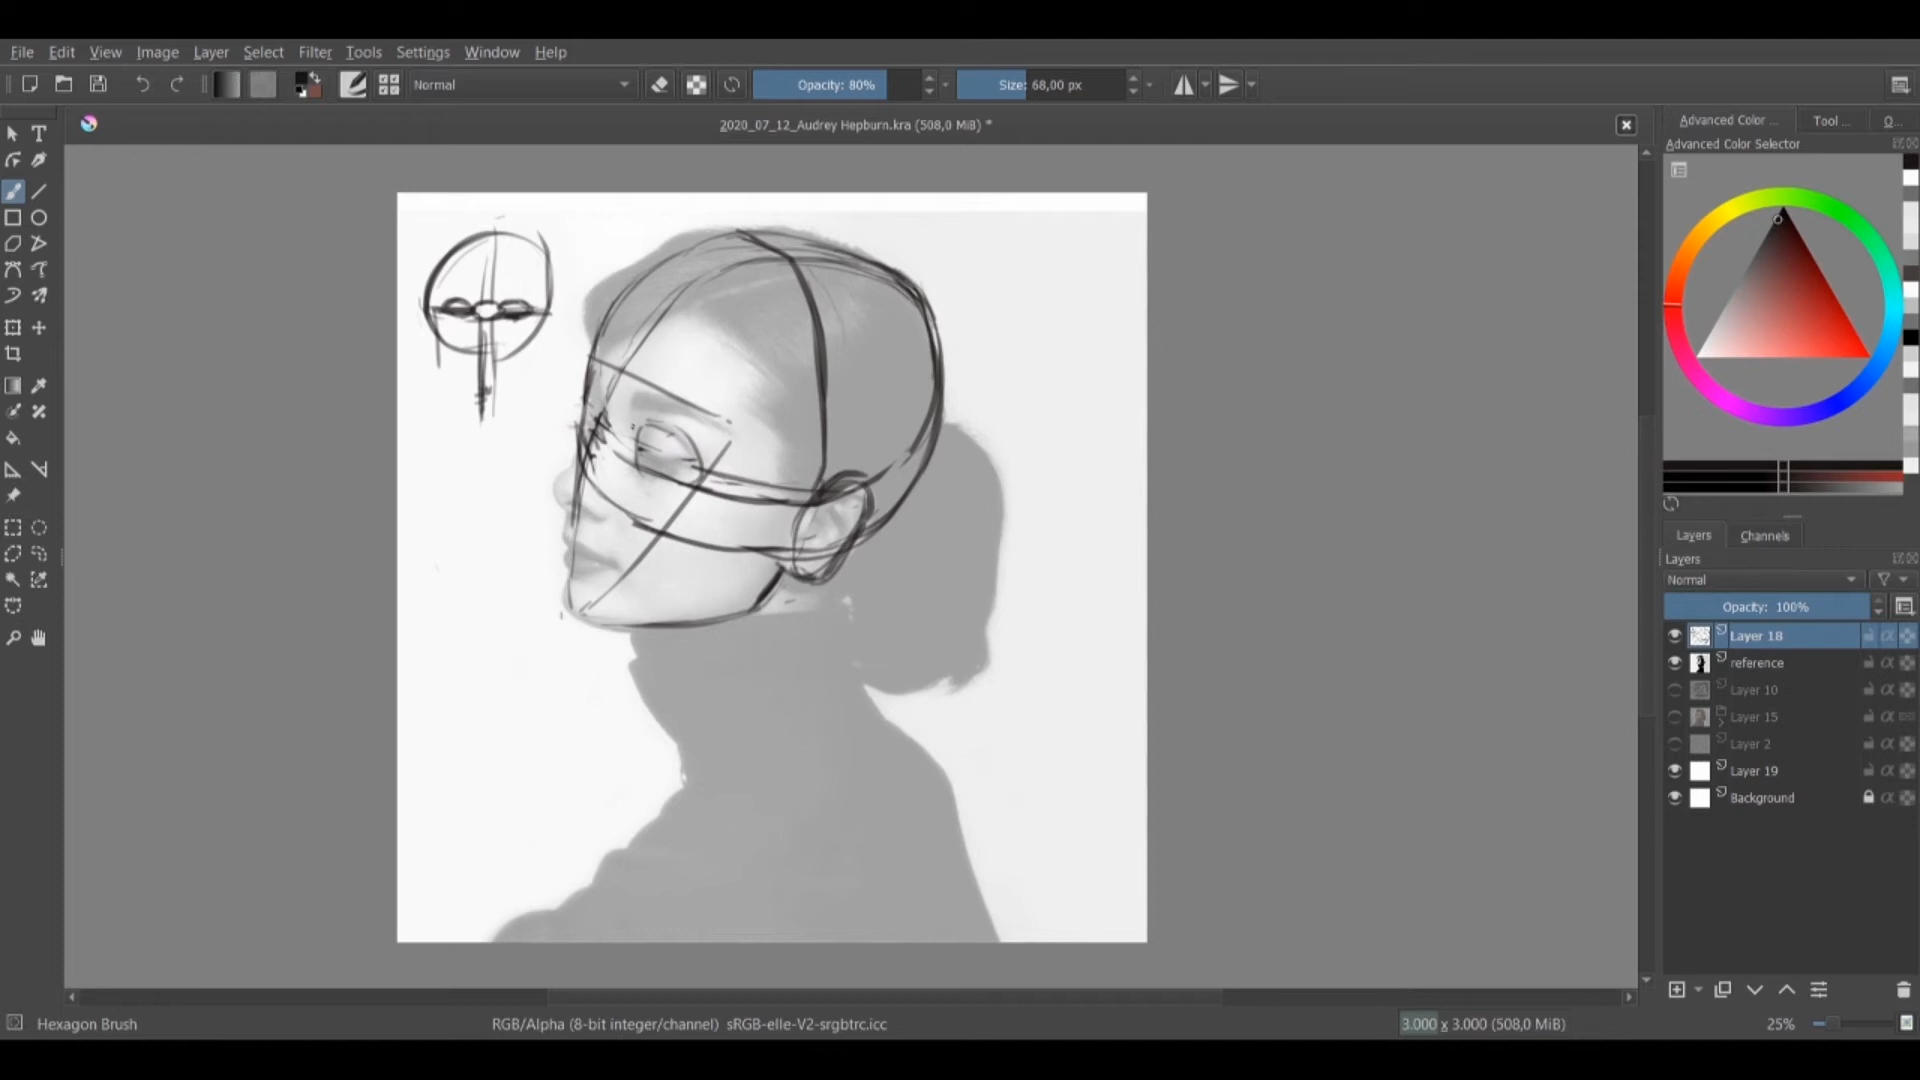 File Edit View Image Layer Select Filter Tools Settings Window Help
Normal Opacity: 80% Size: 68,00 px
2020_07_12_Audrey Hepburn.kra (508,0 MiB) *
Advanced Color ... Tool ... O...
Advanced Color Selector
Layers Channels
Layers
Normal
Opacity: 100%
Layer 18
reference
Layer 10
Layer 15
Layer 2
Layer 19
Background
Hexagon Brush RGB/Alpha (8-bit integer/channel) sRGB-elle-V2-srgbtrc.icc 3.000 x 3.000 (508,0 MiB) 25%